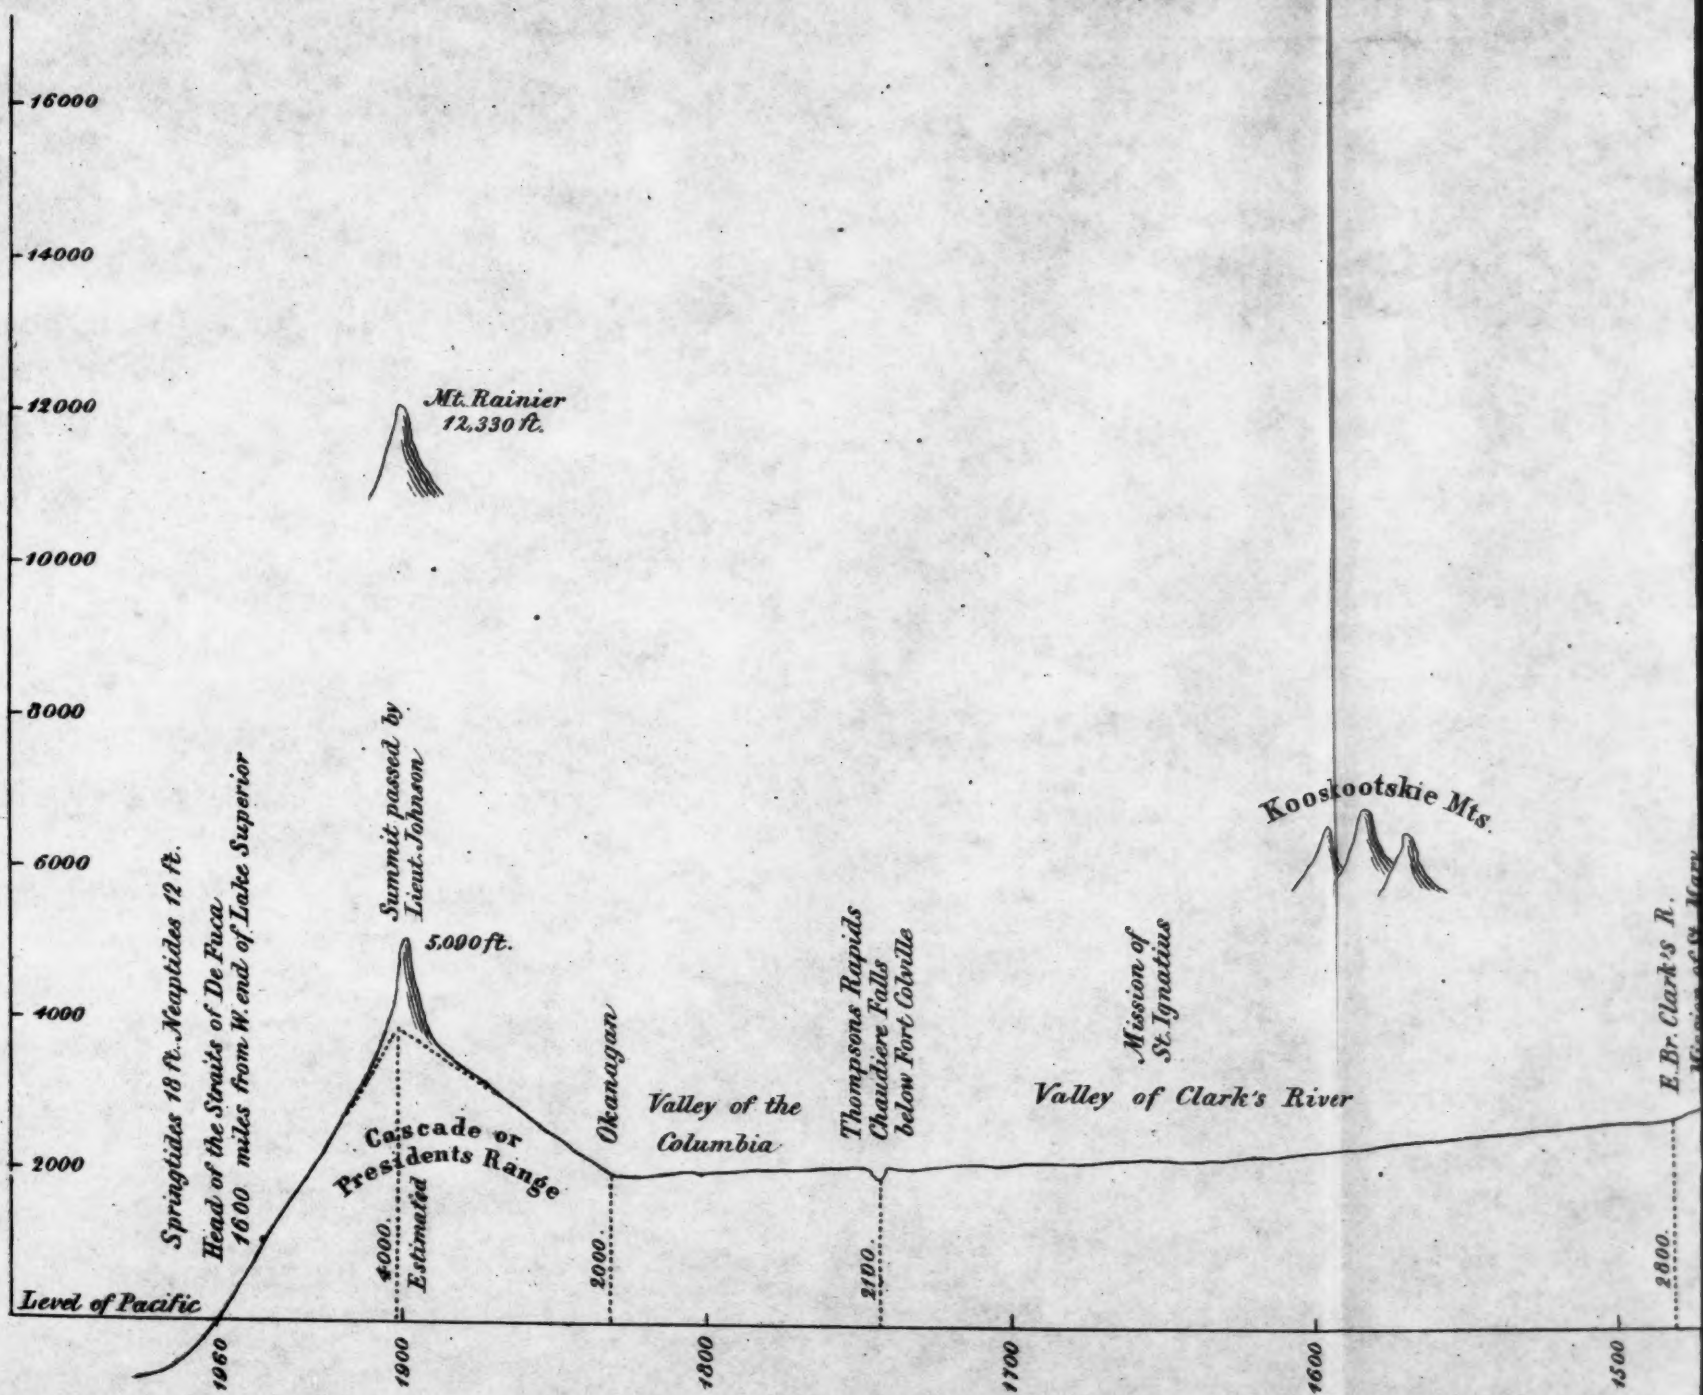 16000
14000
12000
10000
8000
6000
4000
2000
Level of Pacific
Springtides 18 ft. Neaptides 12 ft.
Head of the Straits of De Fuca
1600 miles from W. end of Lake Superior
Mt. Rainier
12,330 ft.
Summit passed by
Lieut. Johnson
5,090 ft.
Cascade or
Presidents Range
4000.
Estimated
Okanagan
2000.
Valley of the
Columbia
Thompsons Rapids
Chaudiere Falls
below Fort Colville
2100.
Mission of
St. Ignatius
Valley of Clark's River
Kooskootskie Mts.
E. Br. Clark's R.
Mission of St. Mary
2800.
1960
1900
1800
1700
1600
1500